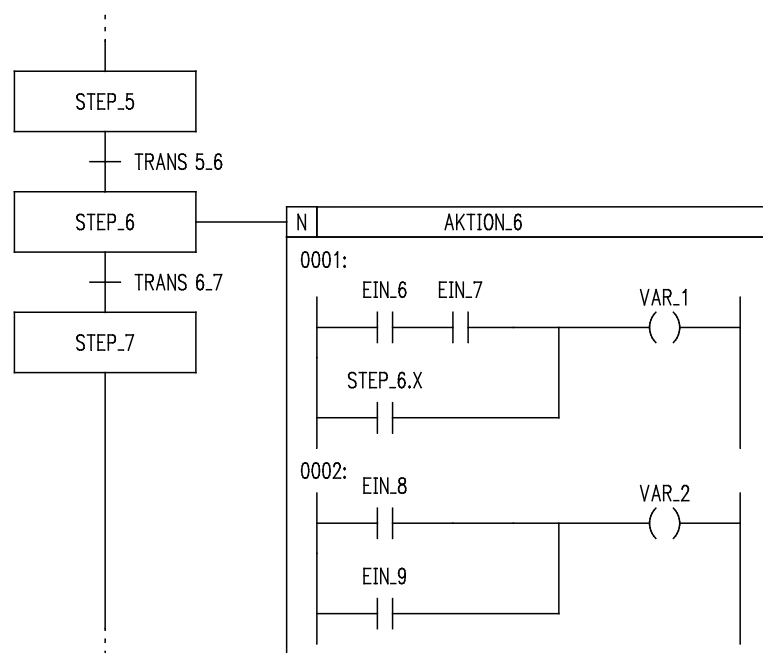 STEP_5
TRANS 5_6
STEP_6
N AKTION_6
TRANS 6_7
STEP_7
0001:
EIN_6 EIN_7 VAR_1
STEP_6.X
0002:
EIN_8 VAR_2
EIN_9